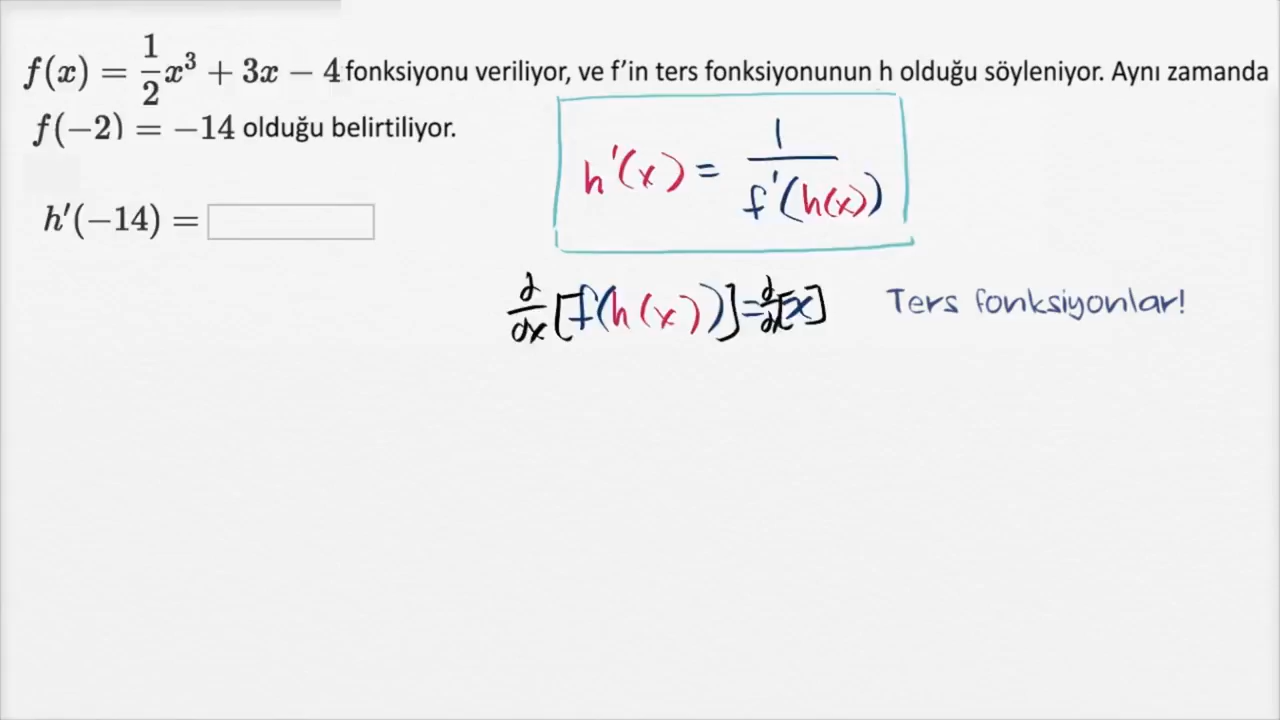 f(x) = 1/2 x³ + 3x − 4 fonksiyonu veriliyor, ve f'in ters fonksiyonunun h olduğu söyleniyor. Aynı zamanda
f(−2) = −14 olduğu belirtiliyor.
h'(x) = 1 / f'(h(x))
h'(−14) =
d/dx [f(h(x))] = d/dx [x] Ters fonksiyonlar!